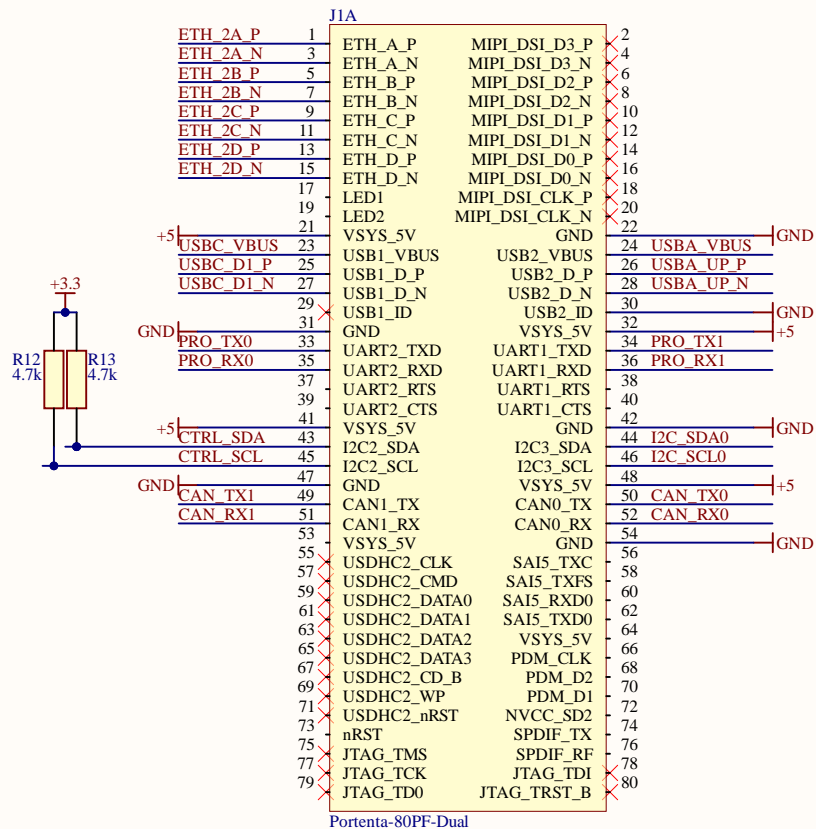 J1A
ETH_2A_P 1 ETH_A_P MIPI_DSI_D3_P 2
ETH_2A_N 3 ETH_A_N MIPI_DSI_D3_N 4
ETH_2B_P 5 ETH_B_P MIPI_DSI_D2_P 6
ETH_2B_N 7 ETH_B_N MIPI_DSI_D2_N 8
ETH_2C_P 9 ETH_C_P MIPI_DSI_D1_P 10
ETH_2C_N 11 ETH_C_N MIPI_DSI_D1_N 12
ETH_2D_P 13 ETH_D_P MIPI_DSI_D0_P 14
ETH_2D_N 15 ETH_D_N MIPI_DSI_D0_N 16
17 LED1 MIPI_DSI_CLK_P 18
19 LED2 MIPI_DSI_CLK_N 20
+5 21 VSYS_5V GND 22 GND
USBC_VBUS 23 USB1_VBUS USB2_VBUS 24 USBA_VBUS
USBC_D1_P 25 USB1_D_P USB2_D_P 26 USBA_UP_P
USBC_D1_N 27 USB1_D_N USB2_D_N 28 USBA_UP_N
+3.3 29 USB1_ID USB2_ID 30 GND
GND 31 GND VSYS_5V 32 +5
PRO_TX0 33 UART2_TXD UART1_TXD 34 PRO_TX1
R12 R13 PRO_RX0 35 UART2_RXD UART1_RXD 36 PRO_RX1
4.7k 4.7k 37 UART2_RTS UART1_RTS 38
39 UART2_CTS UART1_CTS 40
+5 41 VSYS_5V GND 42 GND
CTRL_SDA 43 I2C2_SDA I2C3_SDA 44 I2C_SDA0
CTRL_SCL 45 I2C2_SCL I2C3_SCL 46 I2C_SCL0
GND 47 GND VSYS_5V 48 +5
CAN_TX1 49 CAN1_TX CAN0_TX 50 CAN_TX0
CAN_RX1 51 CAN1_RX CAN0_RX 52 CAN_RX0
53 VSYS_5V GND 54 GND
55 USDHC2_CLK SAI5_TXC 56
57 USDHC2_CMD SAI5_TXFS 58
59 USDHC2_DATA0 SAI5_RXD0 60
61 USDHC2_DATA1 SAI5_TXD0 62
63 USDHC2_DATA2 VSYS_5V 64
65 USDHC2_DATA3 PDM_CLK 66
67 USDHC2_CD_B PDM_D2 68
69 USDHC2_WP PDM_D1 70
71 USDHC2_nRST NVCC_SD2 72
73 nRST SPDIF_TX 74
75 JTAG_TMS SPDIF_RF 76
77 JTAG_TCK JTAG_TDI 78
79 JTAG_TD0 JTAG_TRST_B 80
Portenta-80PF-Dual